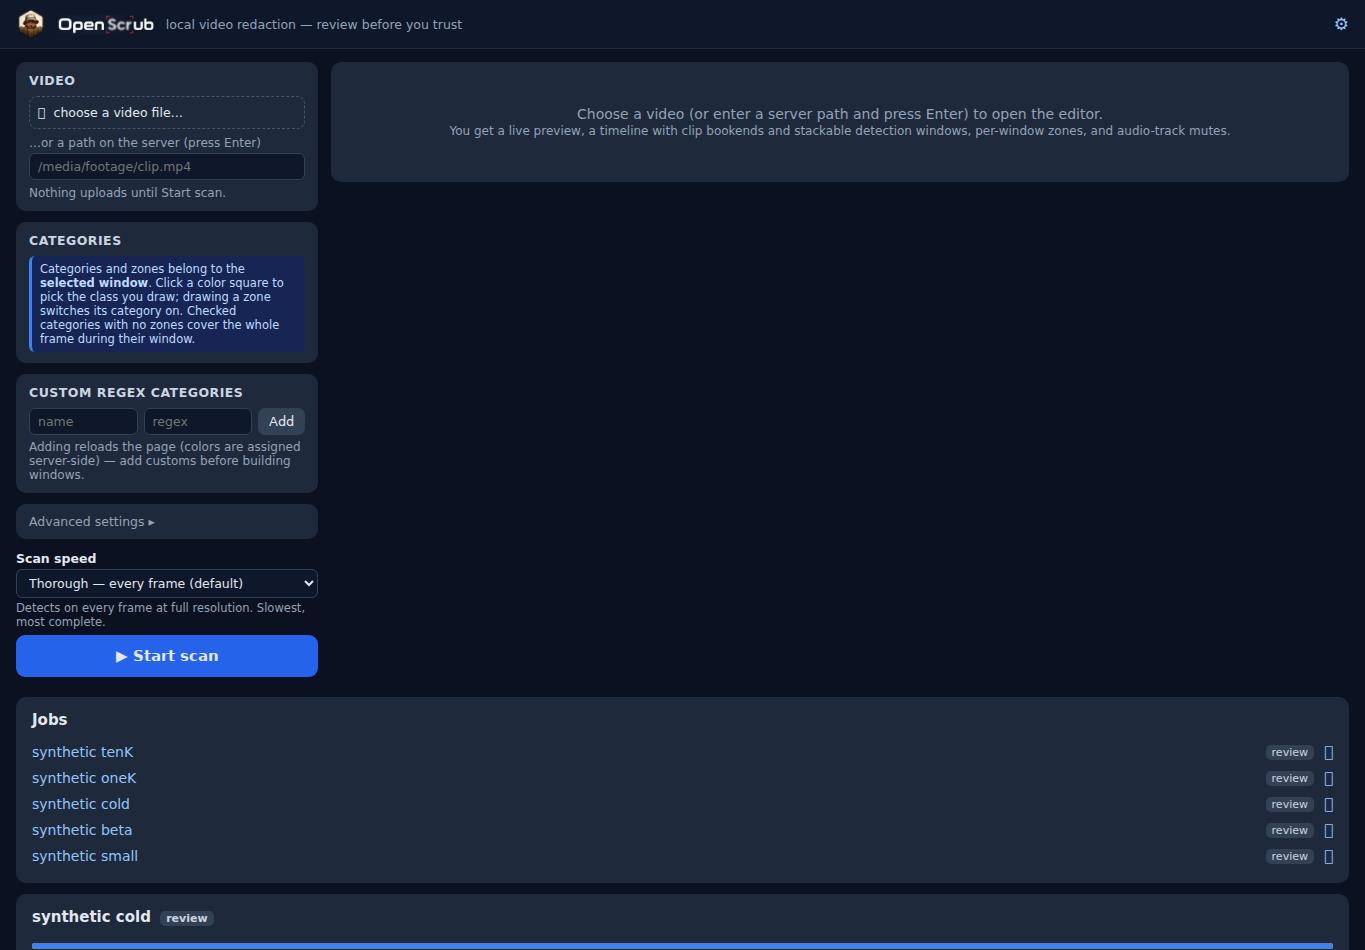 OpenScrub local video redaction — review before you trust ⚙
VIDEO
choose a video file...
...or a path on the server (press Enter)
/media/footage/clip.mp4
Nothing uploads until Start scan.
Choose a video (or enter a server path and press Enter) to open the editor.
You get a live preview, a timeline with clip bookends and stackable detection windows, per-window zones, and audio-track mutes.
CATEGORIES
Categories and zones belong to the
selected window. Click a color square to
pick the class you draw; drawing a zone
switches its category on. Checked
categories with no zones cover the whole
frame during their window.
CUSTOM REGEX CATEGORIES
name regex Add
Adding reloads the page (colors are assigned
server-side) — add customs before building
windows.
Advanced settings ▸
Scan speed
Thorough — every frame (default)
Detects on every frame at full resolution. Slowest,
most complete.
▶ Start scan
Jobs
synthetic tenK review
synthetic oneK review
synthetic cold review
synthetic beta review
synthetic small review
synthetic cold review